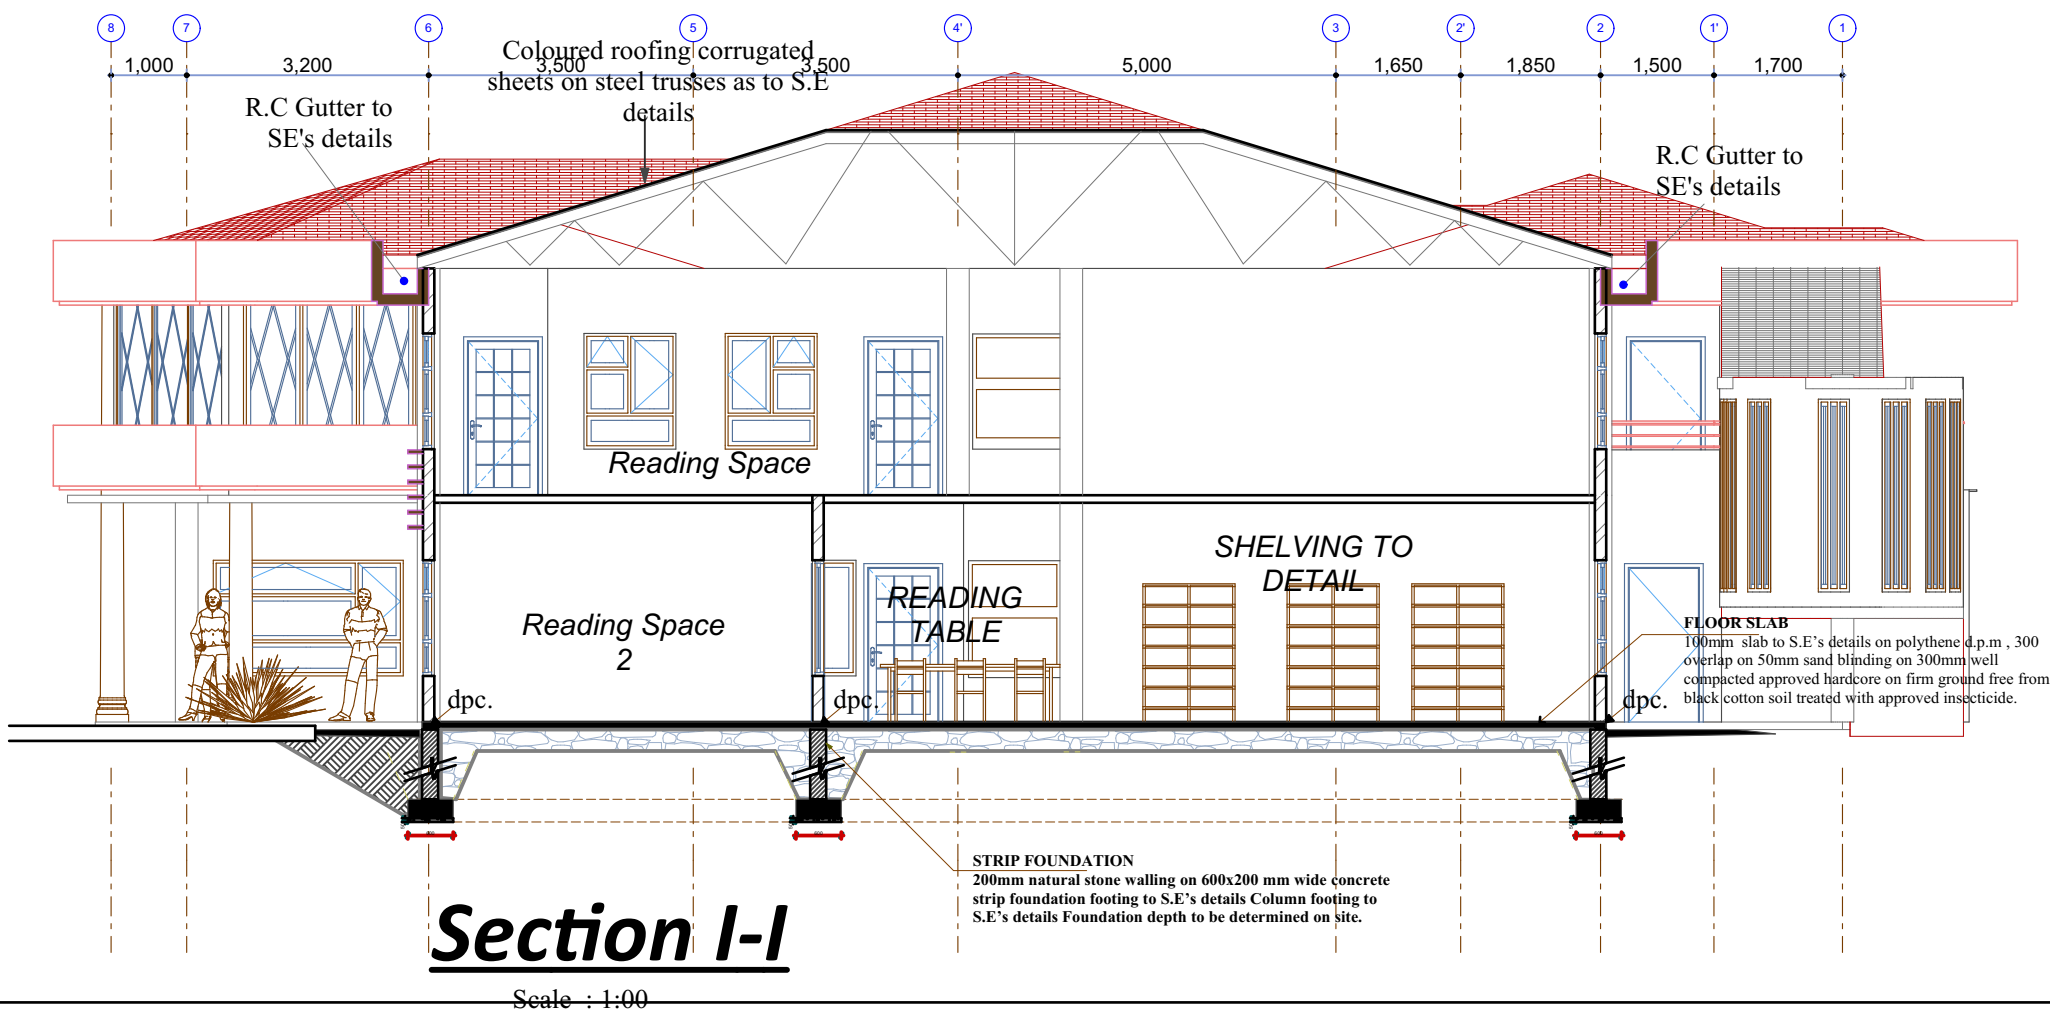 8 7 6 5 4' 3 2' 2 1' 1
1,000 3,200 3,500 3,500 5,000 1,650 1,850 1,500 1,700
Coloured roofing corrugated
sheets on steel trusses as to S.E
details
R.C Gutter to
SE's details
R.C Gutter to
SE's details
Reading Space
SHELVING TO
DETAIL
READING
TABLE
Reading Space
2
FLOOR SLAB
100mm slab to S.E's details on polythene d.p.m , 300
overlap on 50mm sand blinding on 300mm well
compacted approved hardcore on firm ground free from
black cotton soil treated with approved insecticide.
dpc.
dpc.
dpc.
600 600 600
STRIP FOUNDATION
200mm natural stone walling on 600x200 mm wide concrete
strip foundation footing to S.E's details Column footing to
S.E's details Foundation depth to be determined on site.
Section I-I
Scale : 1:00